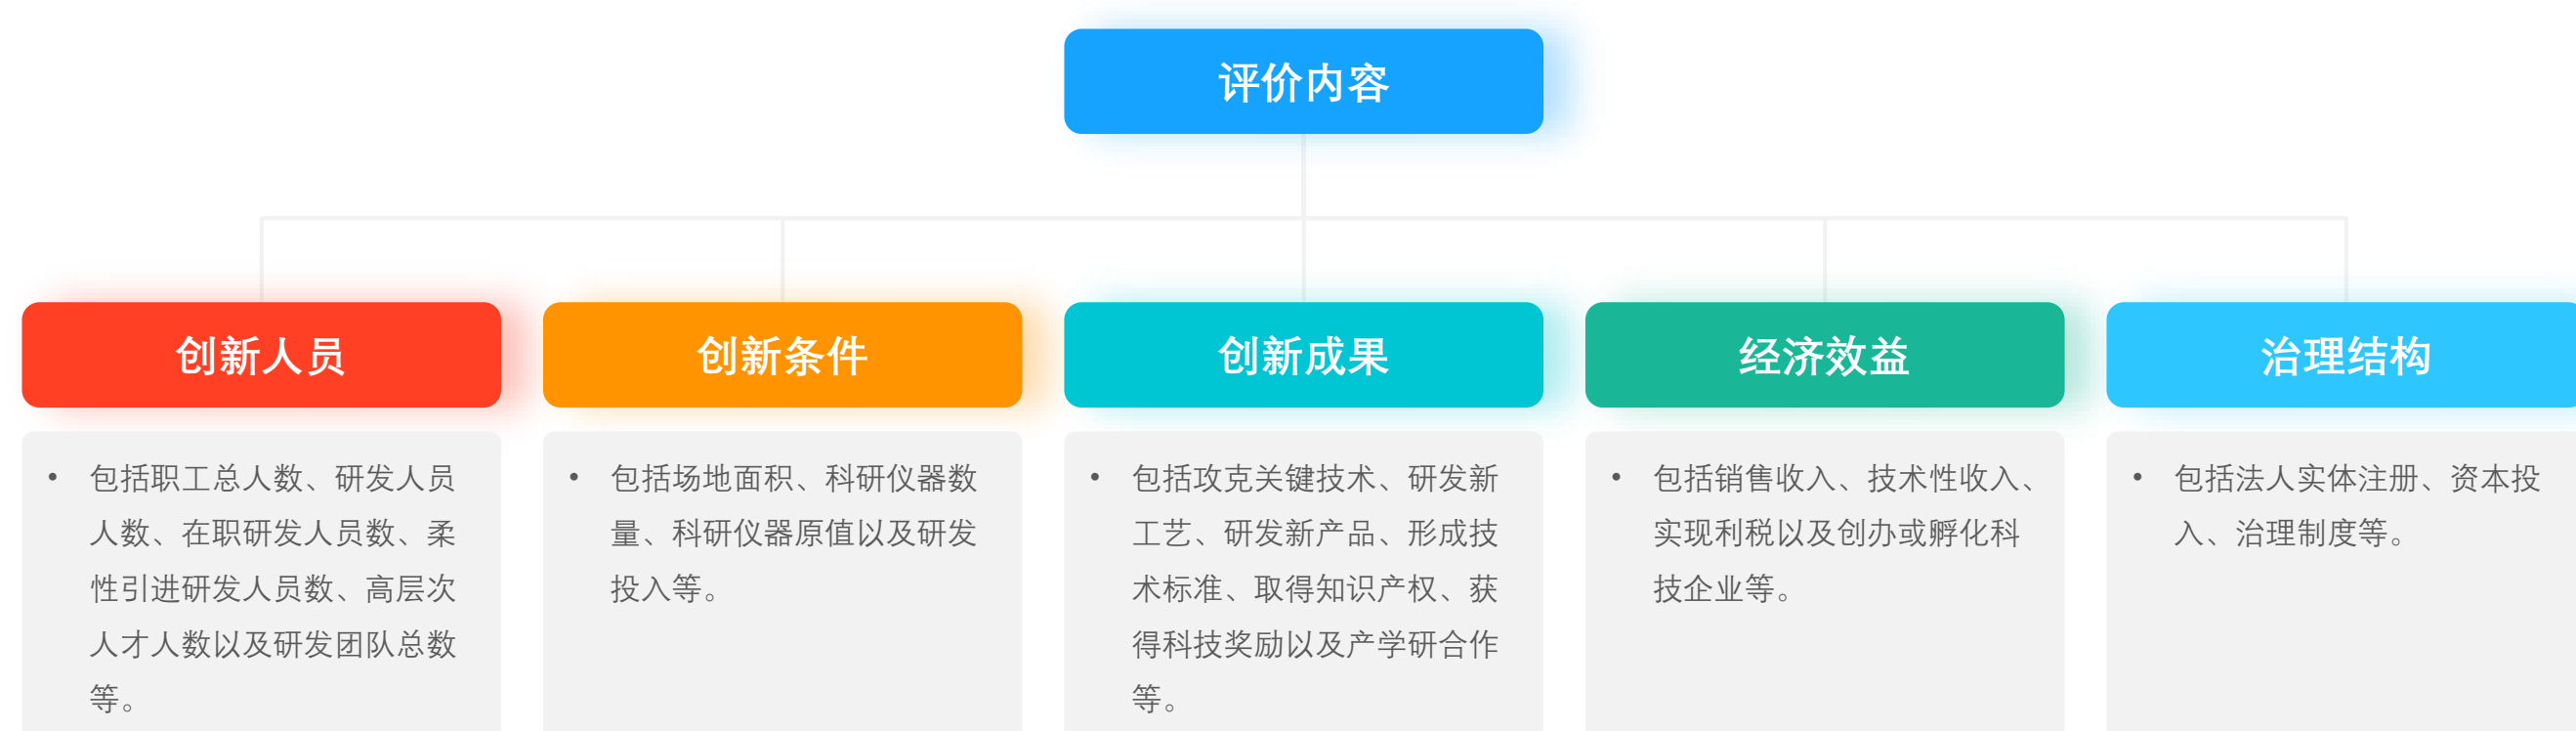 评价内容
创新人员
创新条件
创新成果
经济效益
治理结构
• 包括职工总人数、研发人员
人数、在职研发人员数、柔
性引进研发人员数、高层次
人才人数以及研发团队总数
等。
• 包括场地面积、科研仪器数
量、科研仪器原值以及研发
投入等。
• 包括攻克关键技术、研发新
工艺、研发新产品、形成技
术标准、取得知识产权、获
得科技奖励以及产学研合作
等。
• 包括销售收入、技术性收入、
实现利税以及创办或孵化科
技企业等。
• 包括法人实体注册、资本投
入、治理制度等。